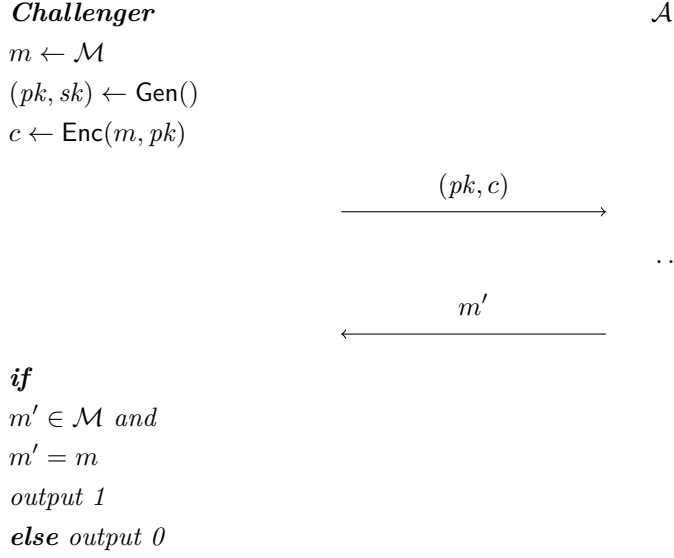 Challenger 𝒜
m ← ℳ
(pk, sk) ← Gen()
c ← Enc(m, pk)
(pk, c)
. .
m′
if
m′ ∈ ℳ and
m′ = m
output 1
else output 0